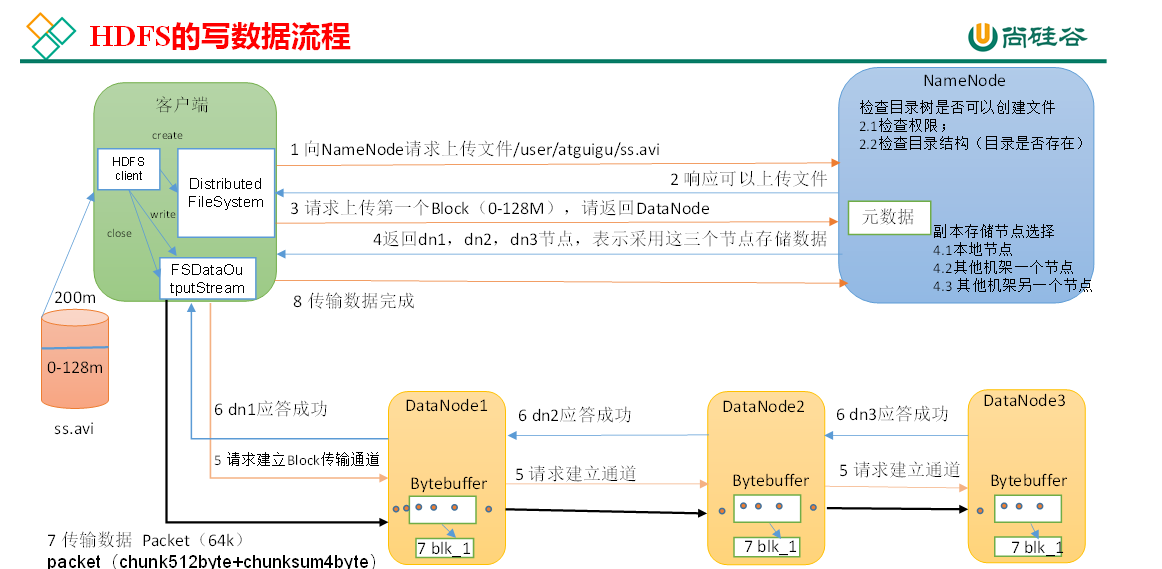 HDFS的写数据流程
尚硅谷
客户端
create
HDFS
client
Distributed
FileSystem
write
close
FSDataOu
tputStream
200m
0-128m
ss.avi
1 向NameNode请求上传文件/user/atguigu/ss.avi
2 响应可以上传文件
3 请求上传第一个Block（0-128M），请返回DataNode
4返回dn1，dn2，dn3节点，表示采用这三个节点存储数据
8 传输数据完成
NameNode
检查目录树是否可以创建文件
2.1检查权限；
2.2检查目录结构（目录是否存在）
元数据
副本存储节点选择
4.1本地节点
4.2其他机架一个节点
4.3 其他机架另一个节点
6 dn1应答成功
5 请求建立Block传输通道
DataNode1
Bytebuffer
7 blk_1
6 dn2应答成功
5 请求建立通道
DataNode2
Bytebuffer
7 blk_1
6 dn3应答成功
5 请求建立通道
DataNode3
Bytebuffer
7 blk_1
7 传输数据 Packet（64k）
packet（chunk512byte+chunksum4byte）